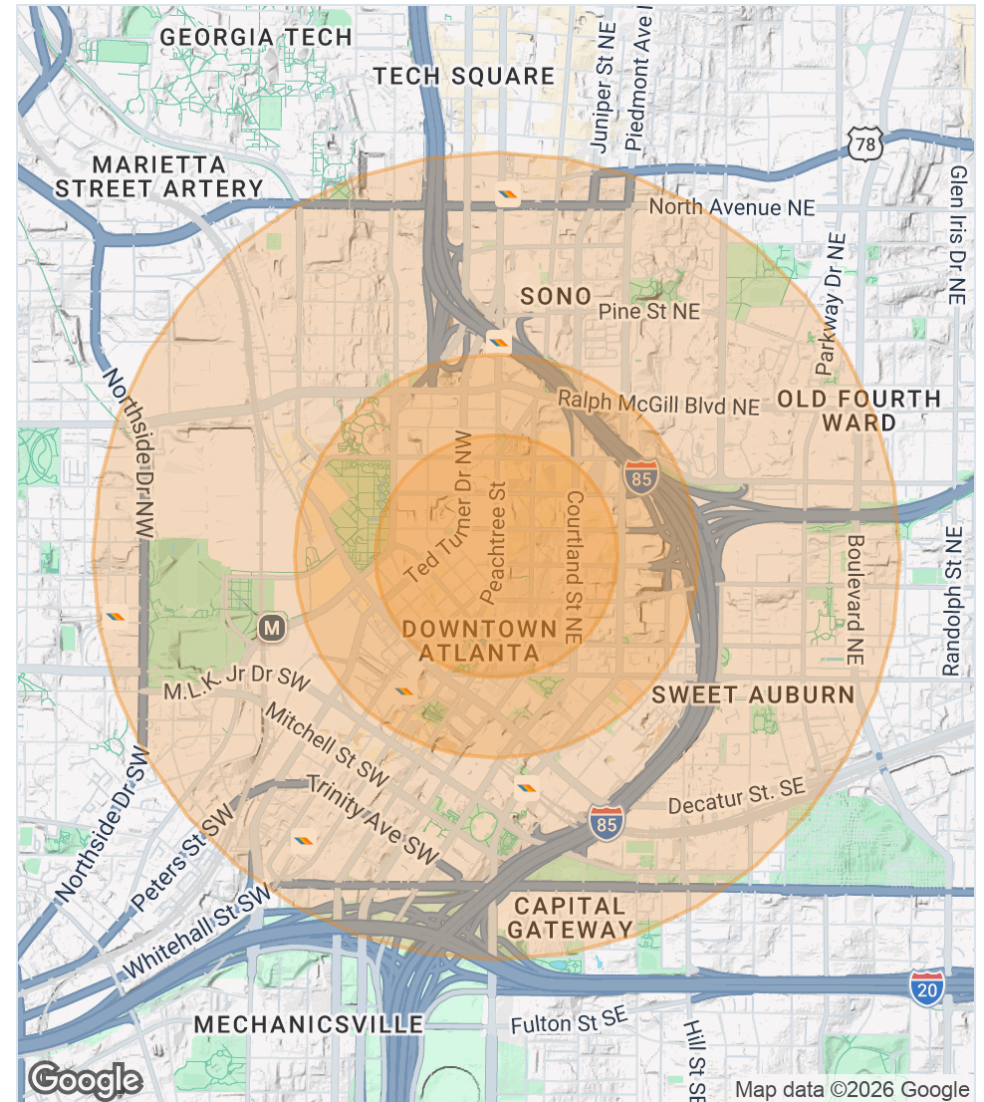 GEORGIA TECH
TECH SQUARE
Juniper St NE
Piedmont Ave
78
MARIETTA
STREET ARTERY
North Avenue NE
Glen Iris Dr NE
Parkway Dr NE
SONO
Pine St NE
Northside Dr NW
Ralph McGill Blvd NE
OLD FOURTH
WARD
85
Ted Turner Dr NW
Peachtree St
Courtland St NE
Boulevard NE
Randolph St NE
M
DOWNTOWN
ATLANTA
M.L.K. Jr Dr SW
SWEET AUBURN
Mitchell St SW
Trinity Ave SW
Decatur St. SE
85
Northside Dr SW
Peters St SW
Whitehall St SW
CAPITAL
GATEWAY
20
MECHANICSVILLE
Fulton St SE
Hill St SE
Google
Map data ©2026 Google